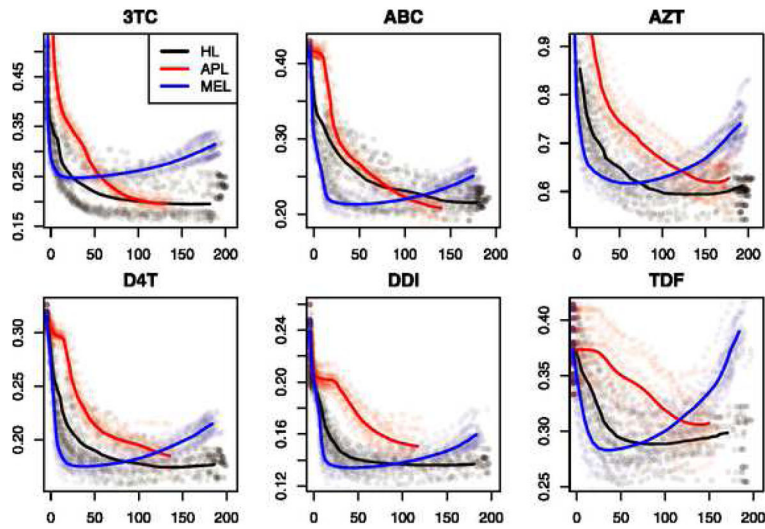 3TC
0.15 0.25 0.35 0.45
0 50 100 150 200
HL
APL
MEL
ABC
0.20 0.30 0.40
0 50 100 150 200
AZT
0.6 0.7 0.8 0.9
0 50 100 150 200
D4T
0.20 0.25 0.30
0 50 100 150 200
DDI
0.12 0.16 0.20 0.24
0 50 100 150 200
TDF
0.25 0.30 0.35 0.40
0 50 100 150 200